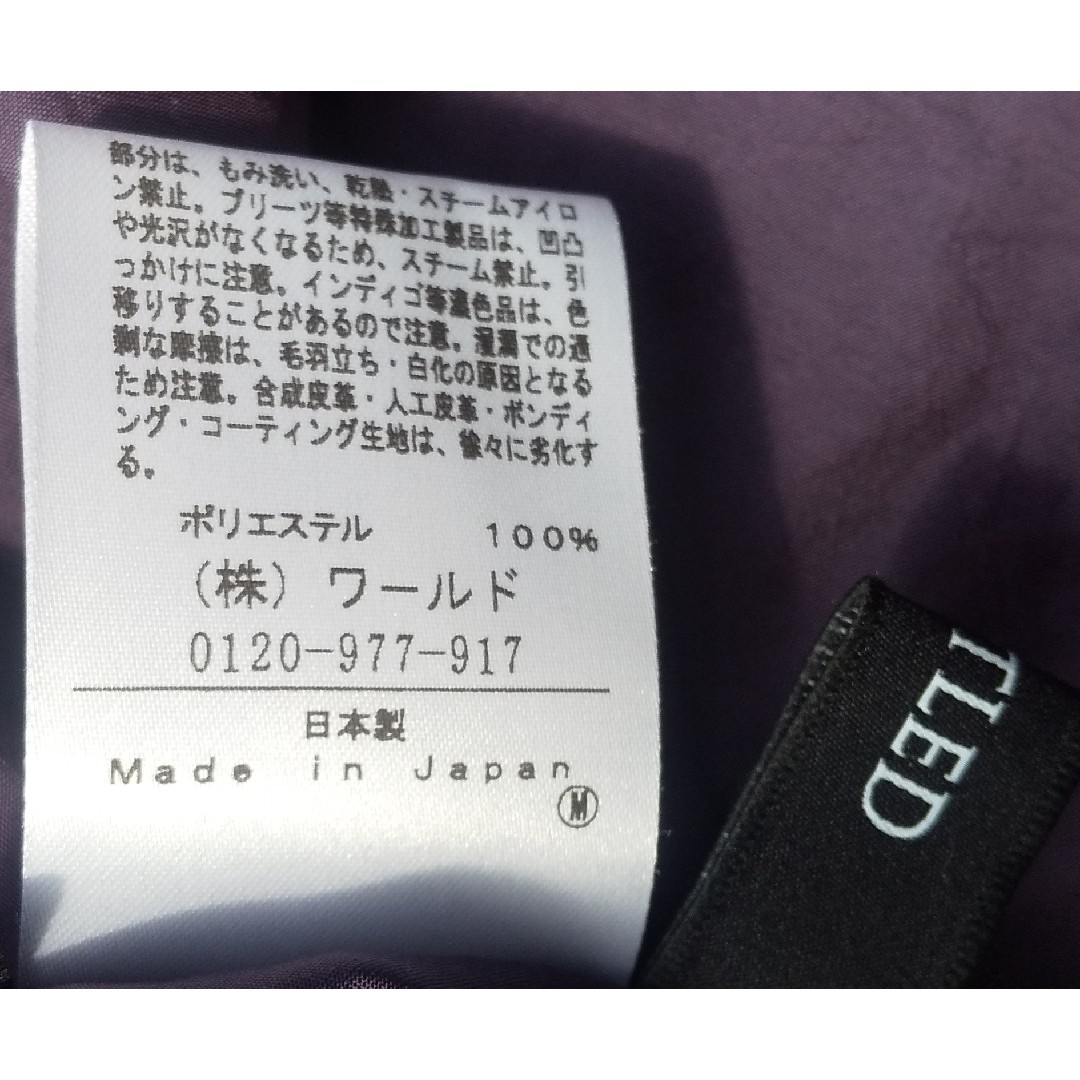 部分は、もみ洗い、乾熱・スチームアイロ
ン禁止。プリーツ等特殊加工製品は、凹凸
や光沢がなくなるため、スチーム禁止。引
っかけに注意。インディゴ等濃色品は、色
移りすることがあるので注意。湿潤での過
剰な摩擦は、毛羽立ち・白化の原因となる
ため注意。合成皮革・人工皮革・ボンディ
ング・コーティング生地は、徐々に劣化す
る。
ポリエステル 100%
(株) ワールド
0120-977-917
日本製
Made in Japan
M
TLED